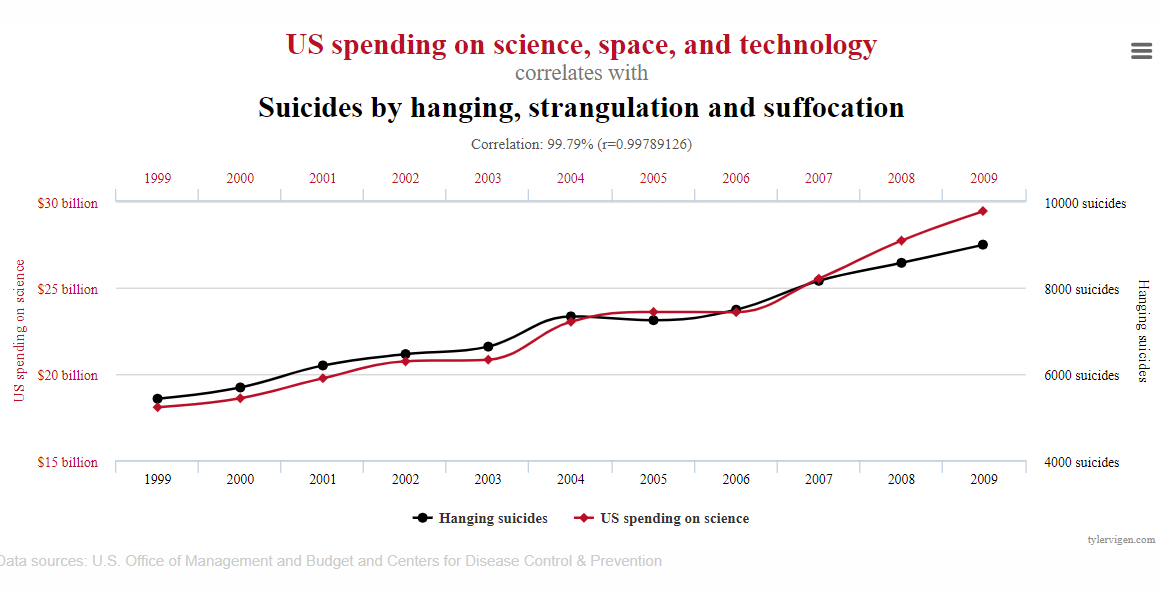 US spending on science, space, and technology
correlates with
Suicides by hanging, strangulation and suffocation
Correlation: 99.79% (r=0.99789126)
1999 2000 2001 2002 2003 2004 2005 2006 2007 2008 2009
US spending on science
$30 billion
$25 billion
$20 billion
$15 billion
10000 suicides
8000 suicides
6000 suicides
4000 suicides
Hanging suicides
1999 2000 2001 2002 2003 2004 2005 2006 2007 2008 2009
Hanging suicides US spending on science
tylervigen.com
Data sources: U.S. Office of Management and Budget and Centers for Disease Control & Prevention